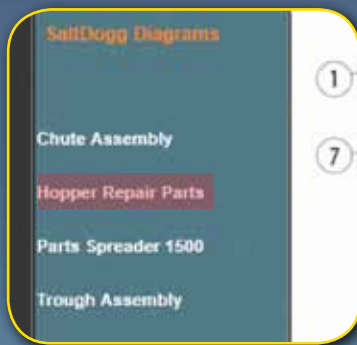 SaltDogg Diagrams
1
Chute Assembly
7
Hopper Repair Parts
Parts Spreader 1500
Trough Assembly